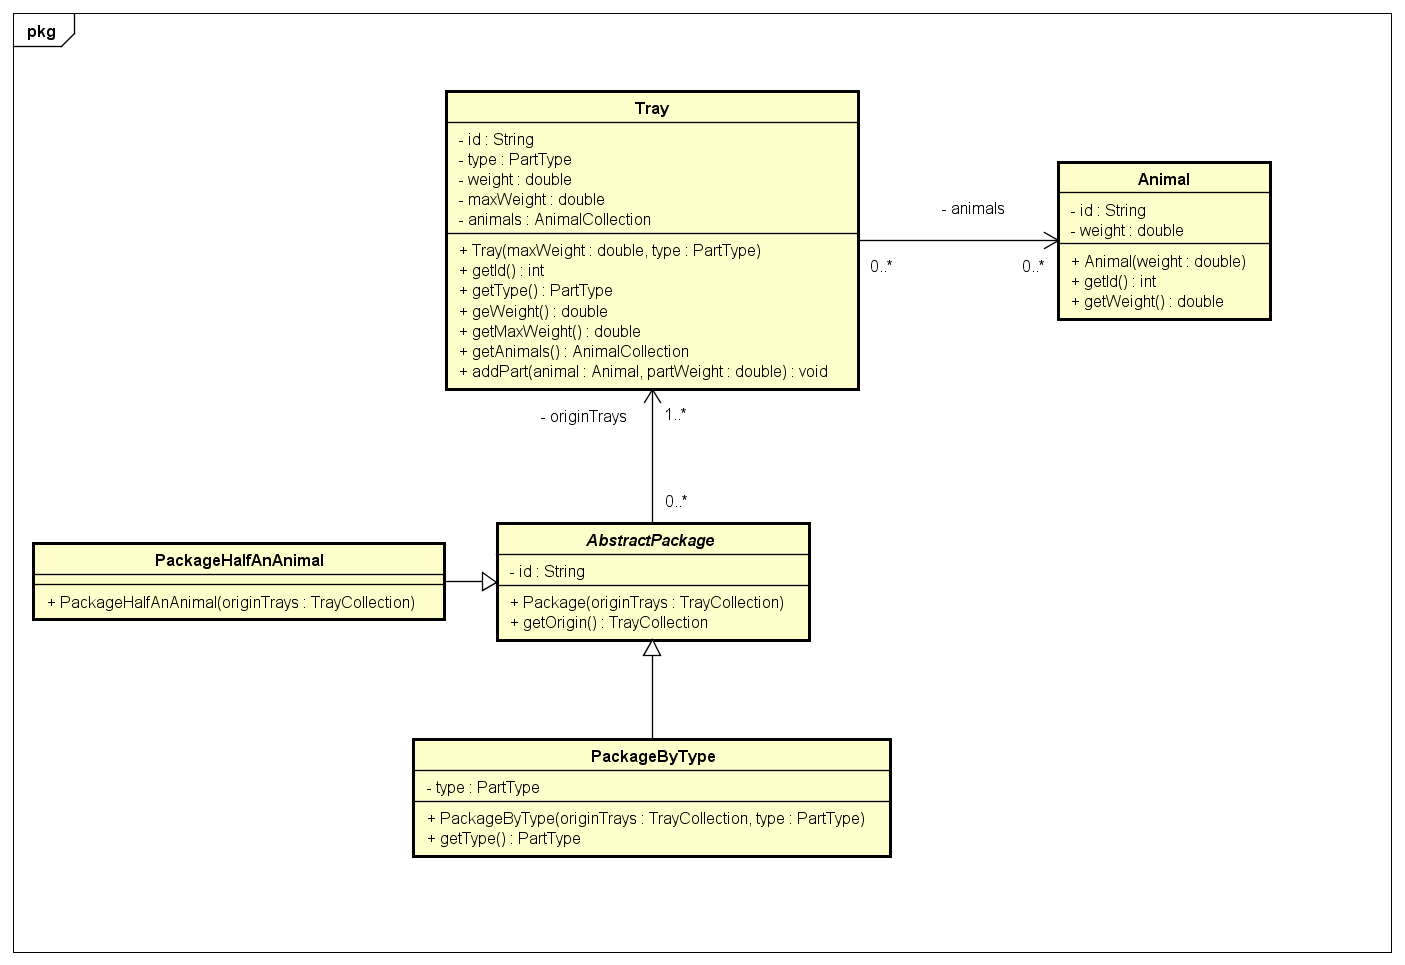 pkg
Tray
- id : String
- type : PartType
- weight : double
- maxWeight : double
- animals : AnimalCollection
+ Tray(maxWeight : double, type : PartType)
+ getId() : int
+ getType() : PartType
+ geWeight() : double
+ getMaxWeight() : double
+ getAnimals() : AnimalCollection
+ addPart(animal : Animal, partWeight : double) : void
- animals
0..*
0..*
Animal
- id : String
- weight : double
+ Animal(weight : double)
+ getId() : int
+ getWeight() : double
- originTrays
1..*
0..*
PackageHalfAnAnimal
+ PackageHalfAnAnimal(originTrays : TrayCollection)
AbstractPackage
- id : String
+ Package(originTrays : TrayCollection)
+ getOrigin() : TrayCollection
PackageByType
- type : PartType
+ PackageByType(originTrays : TrayCollection, type : PartType)
+ getType() : PartType